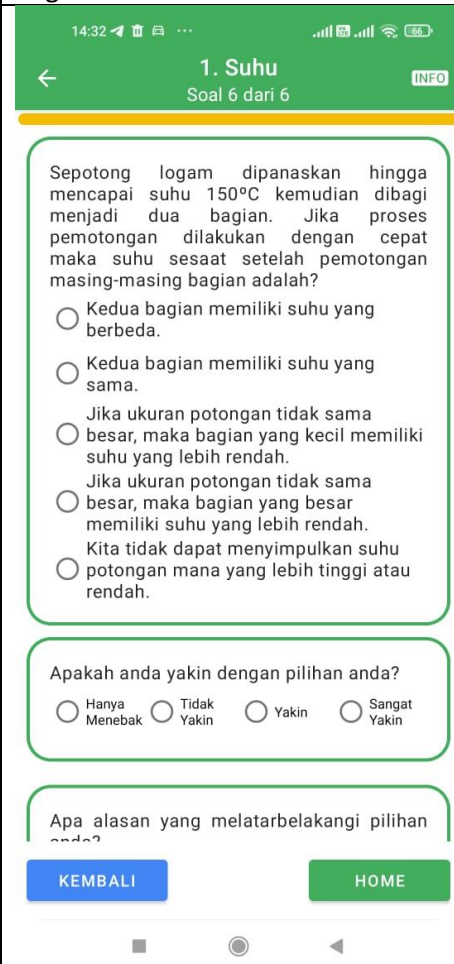 14:32
66
1. Suhu
INFO
Soal 6 dari 6
Sepotong logam dipanaskan hingga
mencapai suhu 150ºC kemudian dibagi
menjadi dua bagian. Jika proses
pemotongan dilakukan dengan cepat
maka suhu sesaat setelah pemotongan
masing-masing bagian adalah?
Kedua bagian memiliki suhu yang
berbeda.
Kedua bagian memiliki suhu yang
sama.
Jika ukuran potongan tidak sama
besar, maka bagian yang kecil memiliki
suhu yang lebih rendah.
Jika ukuran potongan tidak sama
besar, maka bagian yang besar
memiliki suhu yang lebih rendah.
Kita tidak dapat menyimpulkan suhu
potongan mana yang lebih tinggi atau
rendah.
Apakah anda yakin dengan pilihan anda?
Hanya
Menebak
Tidak
Yakin
Yakin
Sangat
Yakin
Apa alasan yang melatarbelakangi pilihan
anda?
KEMBALI
HOME